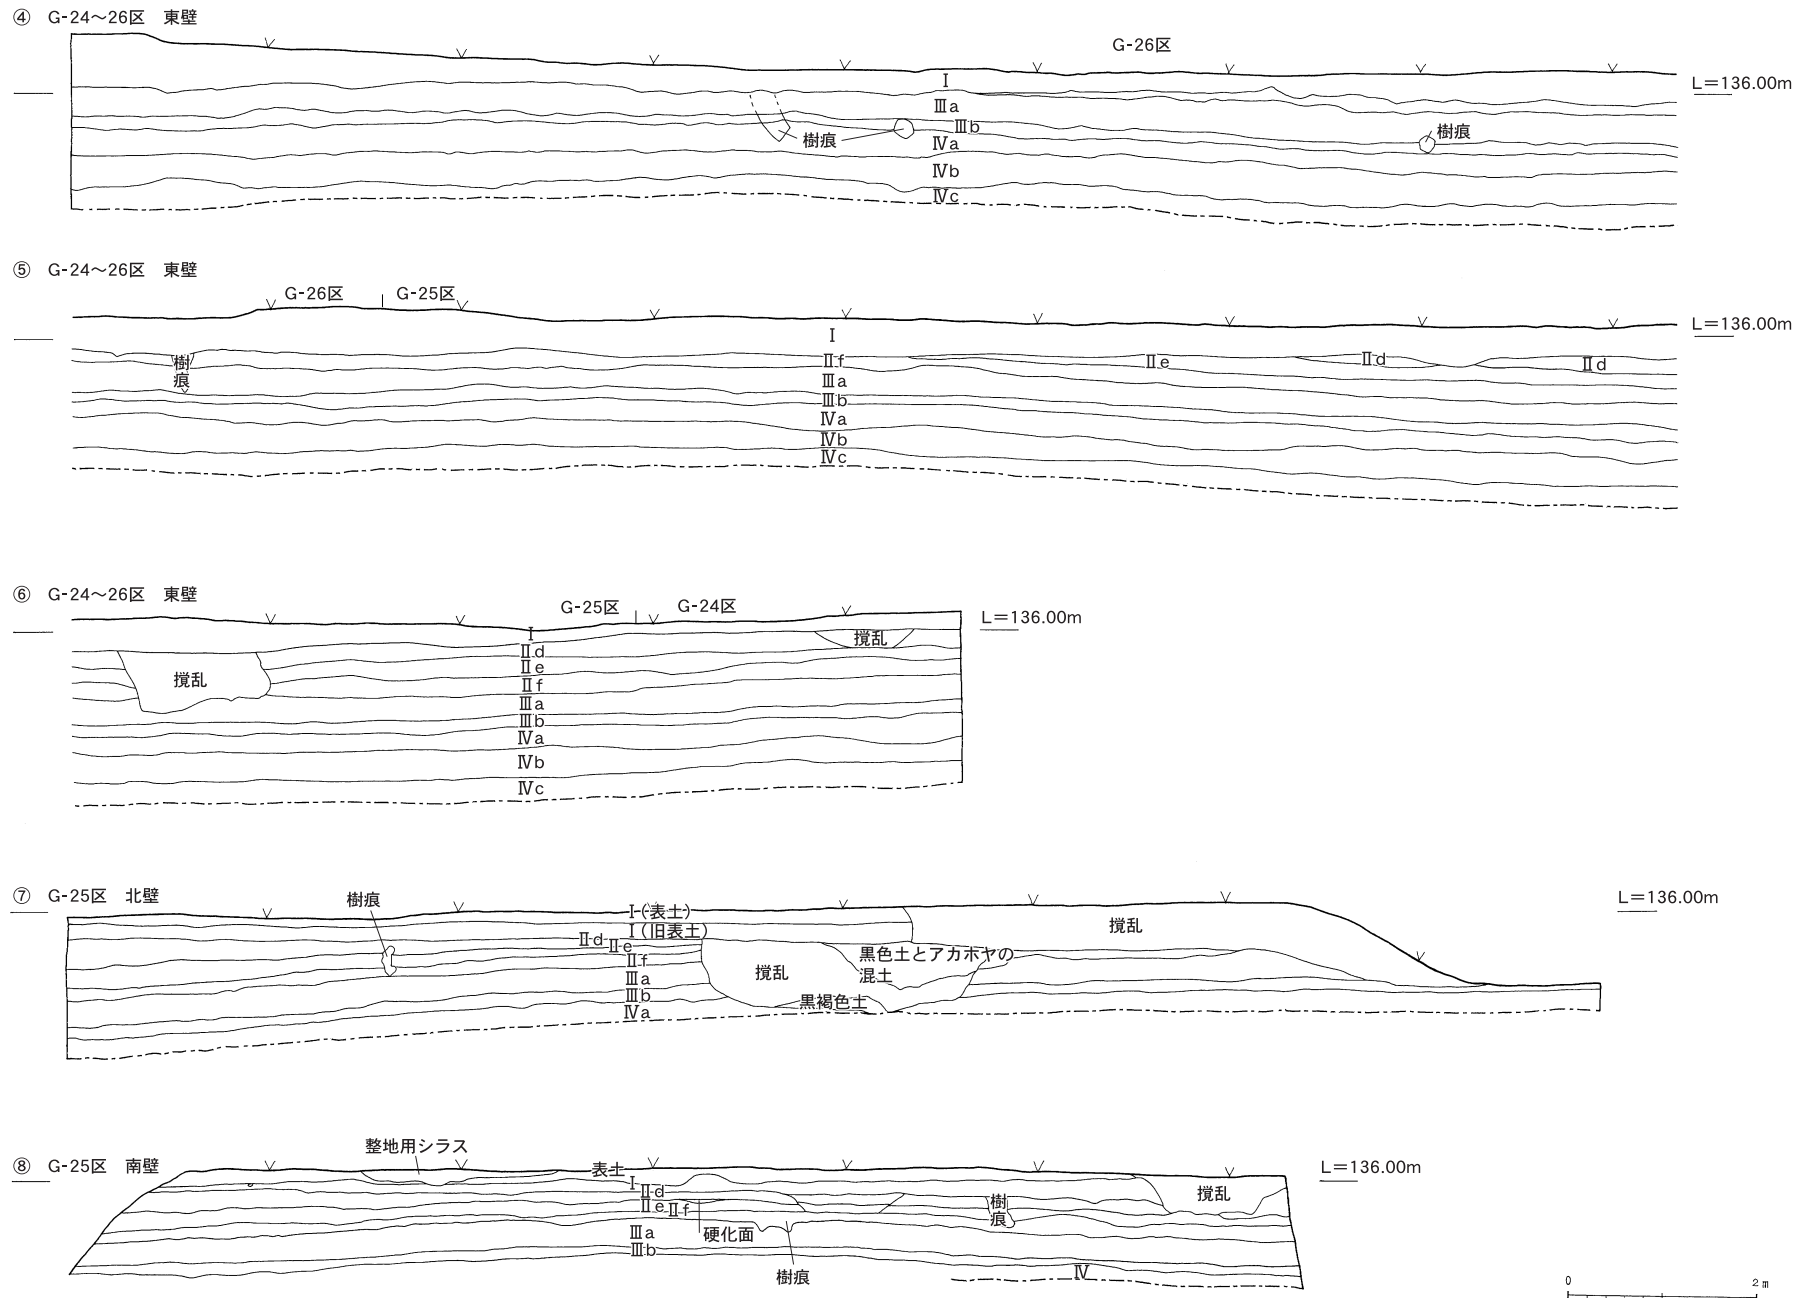 ④ G-24～26区 東壁
G-26区
L＝136.00m
Ⅰ
Ⅲa
Ⅲb
樹痕
樹痕
Ⅳa
Ⅳb
Ⅳc
⑤ G-24～26区 東壁
G-26区 G-25区
L＝136.00m
Ⅰ
樹痕
Ⅱf
Ⅱe
Ⅱd
Ⅱd
Ⅲa
Ⅲb
Ⅳa
Ⅳb
Ⅳc
⑥ G-24～26区 東壁
G-25区 G-24区
L＝136.00m
Ⅰ
撹乱
Ⅱd
Ⅱe
撹乱
Ⅱf
Ⅲa
Ⅲb
Ⅳa
Ⅳb
Ⅳc
⑦ G-25区 北壁
樹痕
L＝136.00m
Ⅰ（表土）
Ⅰ（旧表土）
撹乱
Ⅱd
Ⅱe
Ⅱf
黒色土とアカホヤの
混土
撹乱
Ⅲa
Ⅲb
黒褐色土
Ⅳa
⑧ G-25区 南壁
整地用シラス
表土
L＝136.00m
Ⅰ
Ⅱd
撹乱
Ⅱe
Ⅱf
樹痕
Ⅲa
硬化面
Ⅲb
樹痕
Ⅳ
0 2m